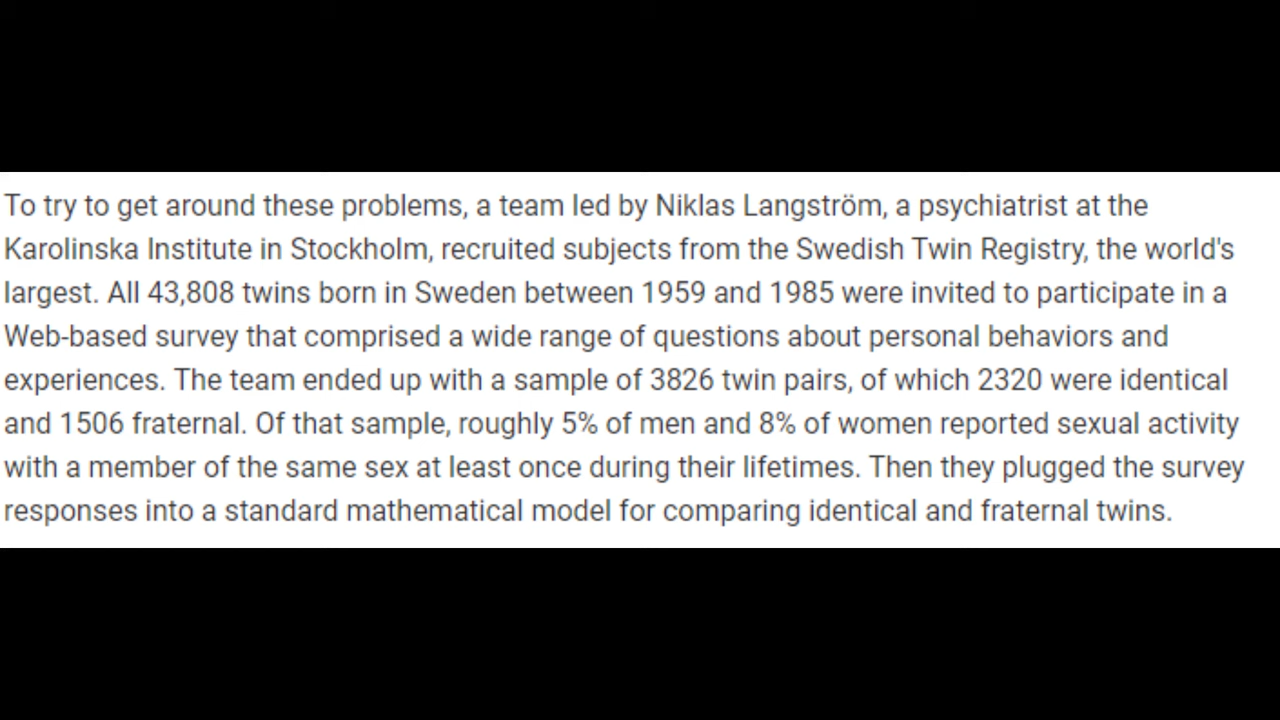 To try to get around these problems, a team led by Niklas Langström, a psychiatrist at the
Karolinska Institute in Stockholm, recruited subjects from the Swedish Twin Registry, the world's
largest. All 43,808 twins born in Sweden between 1959 and 1985 were invited to participate in a
Web-based survey that comprised a wide range of questions about personal behaviors and
experiences. The team ended up with a sample of 3826 twin pairs, of which 2320 were identical
and 1506 fraternal. Of that sample, roughly 5% of men and 8% of women reported sexual activity
with a member of the same sex at least once during their lifetimes. Then they plugged the survey
responses into a standard mathematical model for comparing identical and fraternal twins.